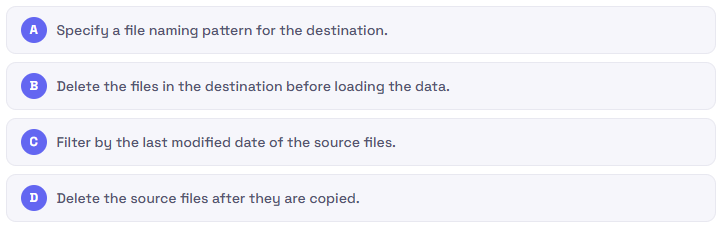 A Specify a file naming pattern for the destination.
B Delete the files in the destination before loading the data.
C Filter by the last modified date of the source files.
D Delete the source files after they are copied.